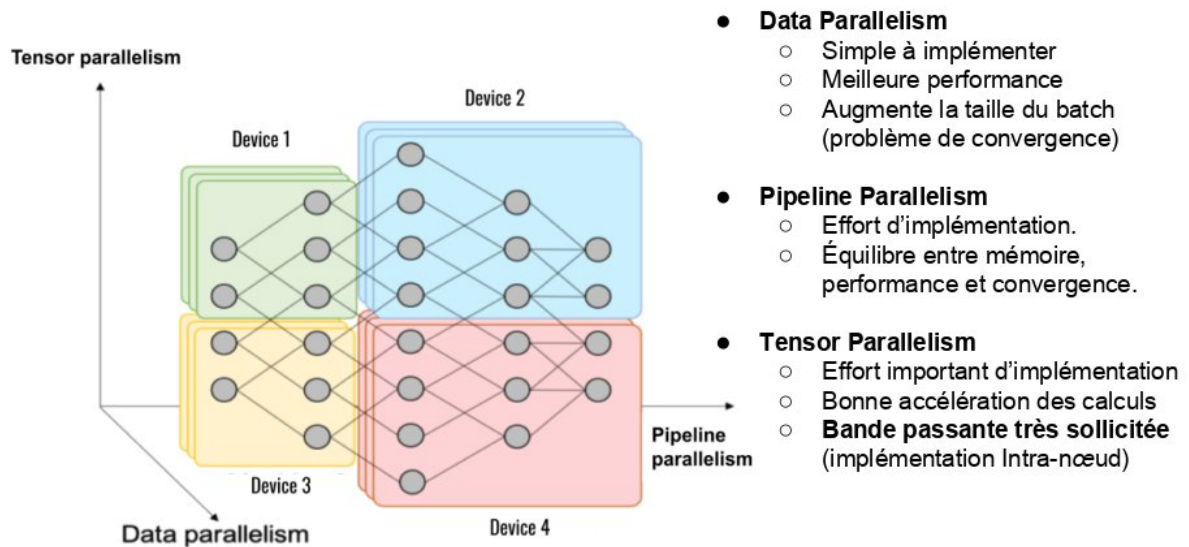 Tensor parallelism
Device 1
Device 2
Device 3
Device 4
Pipeline
parallelism
Data parallelism
● Data Parallelism
○ Simple à implémenter
○ Meilleure performance
○ Augmente la taille du batch
(problème de convergence)
● Pipeline Parallelism
○ Effort d’implémentation.
○ Équilibre entre mémoire,
performance et convergence.
● Tensor Parallelism
○ Effort important d’implémentation
○ Bonne accélération des calculs
○ Bande passante très sollicitée
(implémentation Intra-nœud)